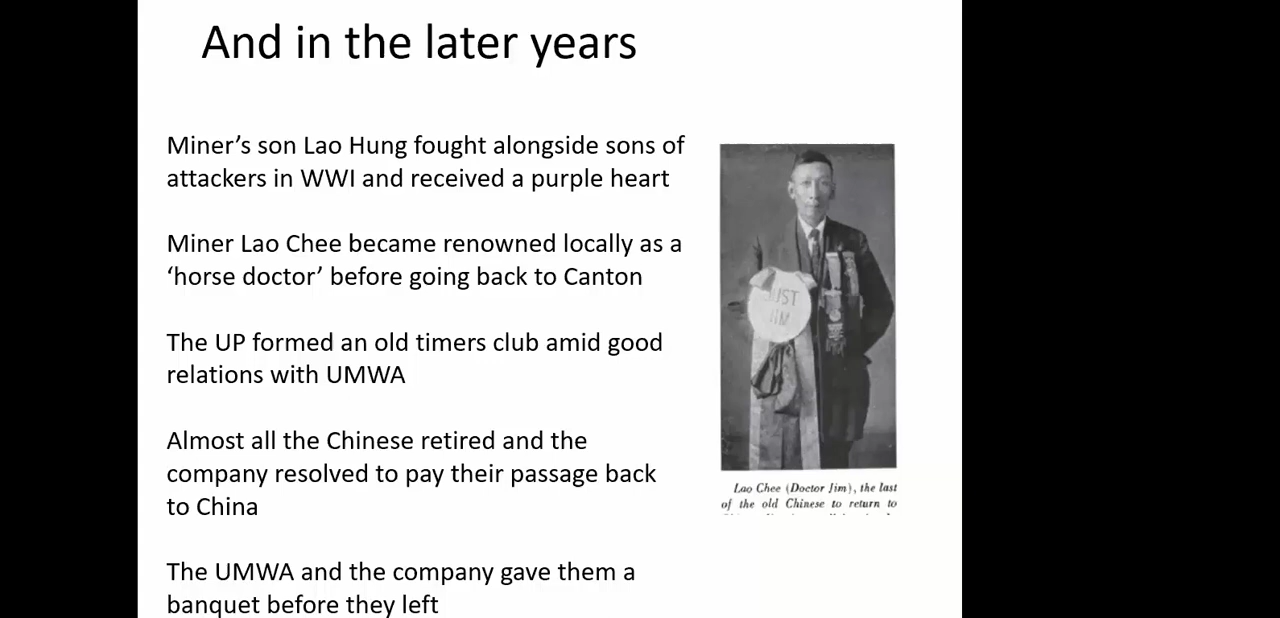 And in the later years
Miner’s son Lao Hung fought alongside sons of
attackers in WWI and received a purple heart
Miner Lao Chee became renowned locally as a
‘horse doctor’ before going back to Canton
The UP formed an old timers club amid good
relations with UMWA
Almost all the Chinese retired and the
company resolved to pay their passage back
to China
The UMWA and the company gave them a
banquet before they left
Lao Chee (Doctor Jim), the last
of the old Chinese to return to